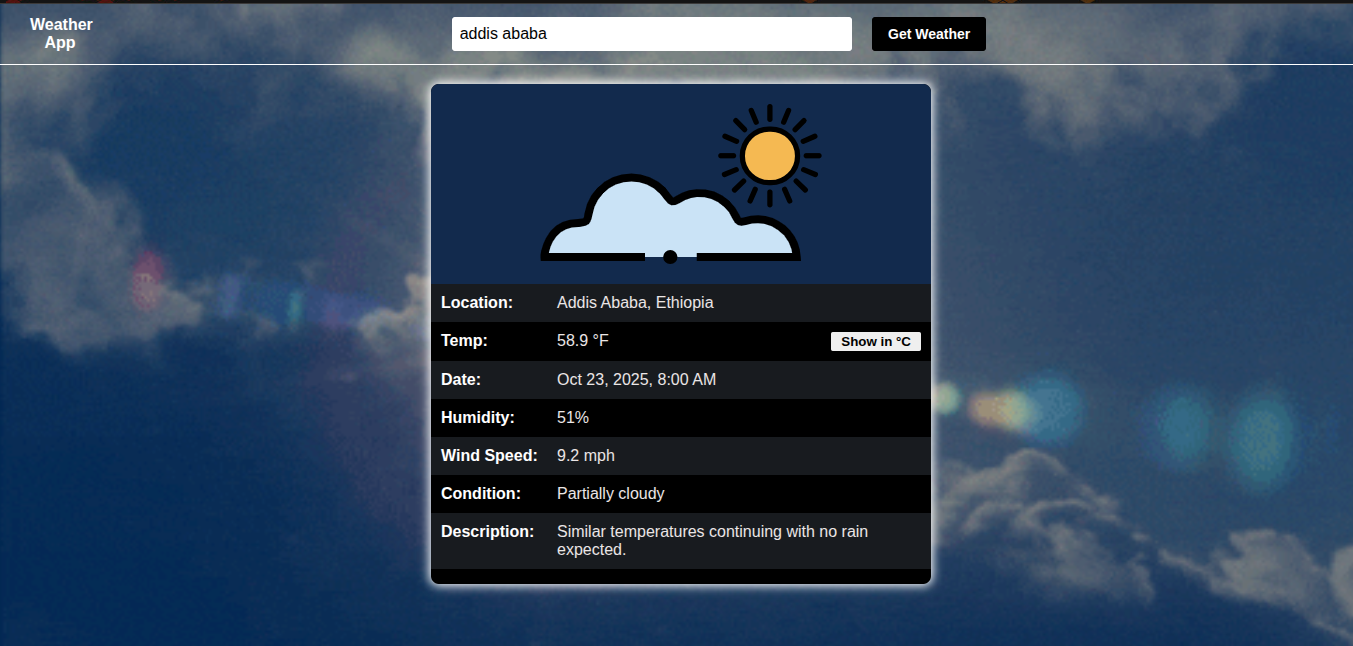 Weather
App
addis ababa
Get Weather
Location: Addis Ababa, Ethiopia
Temp: 58.9 °F Show in °C
Date: Oct 23, 2025, 8:00 AM
Humidity: 51%
Wind Speed: 9.2 mph
Condition: Partially cloudy
Description: Similar temperatures continuing with no rain
expected.